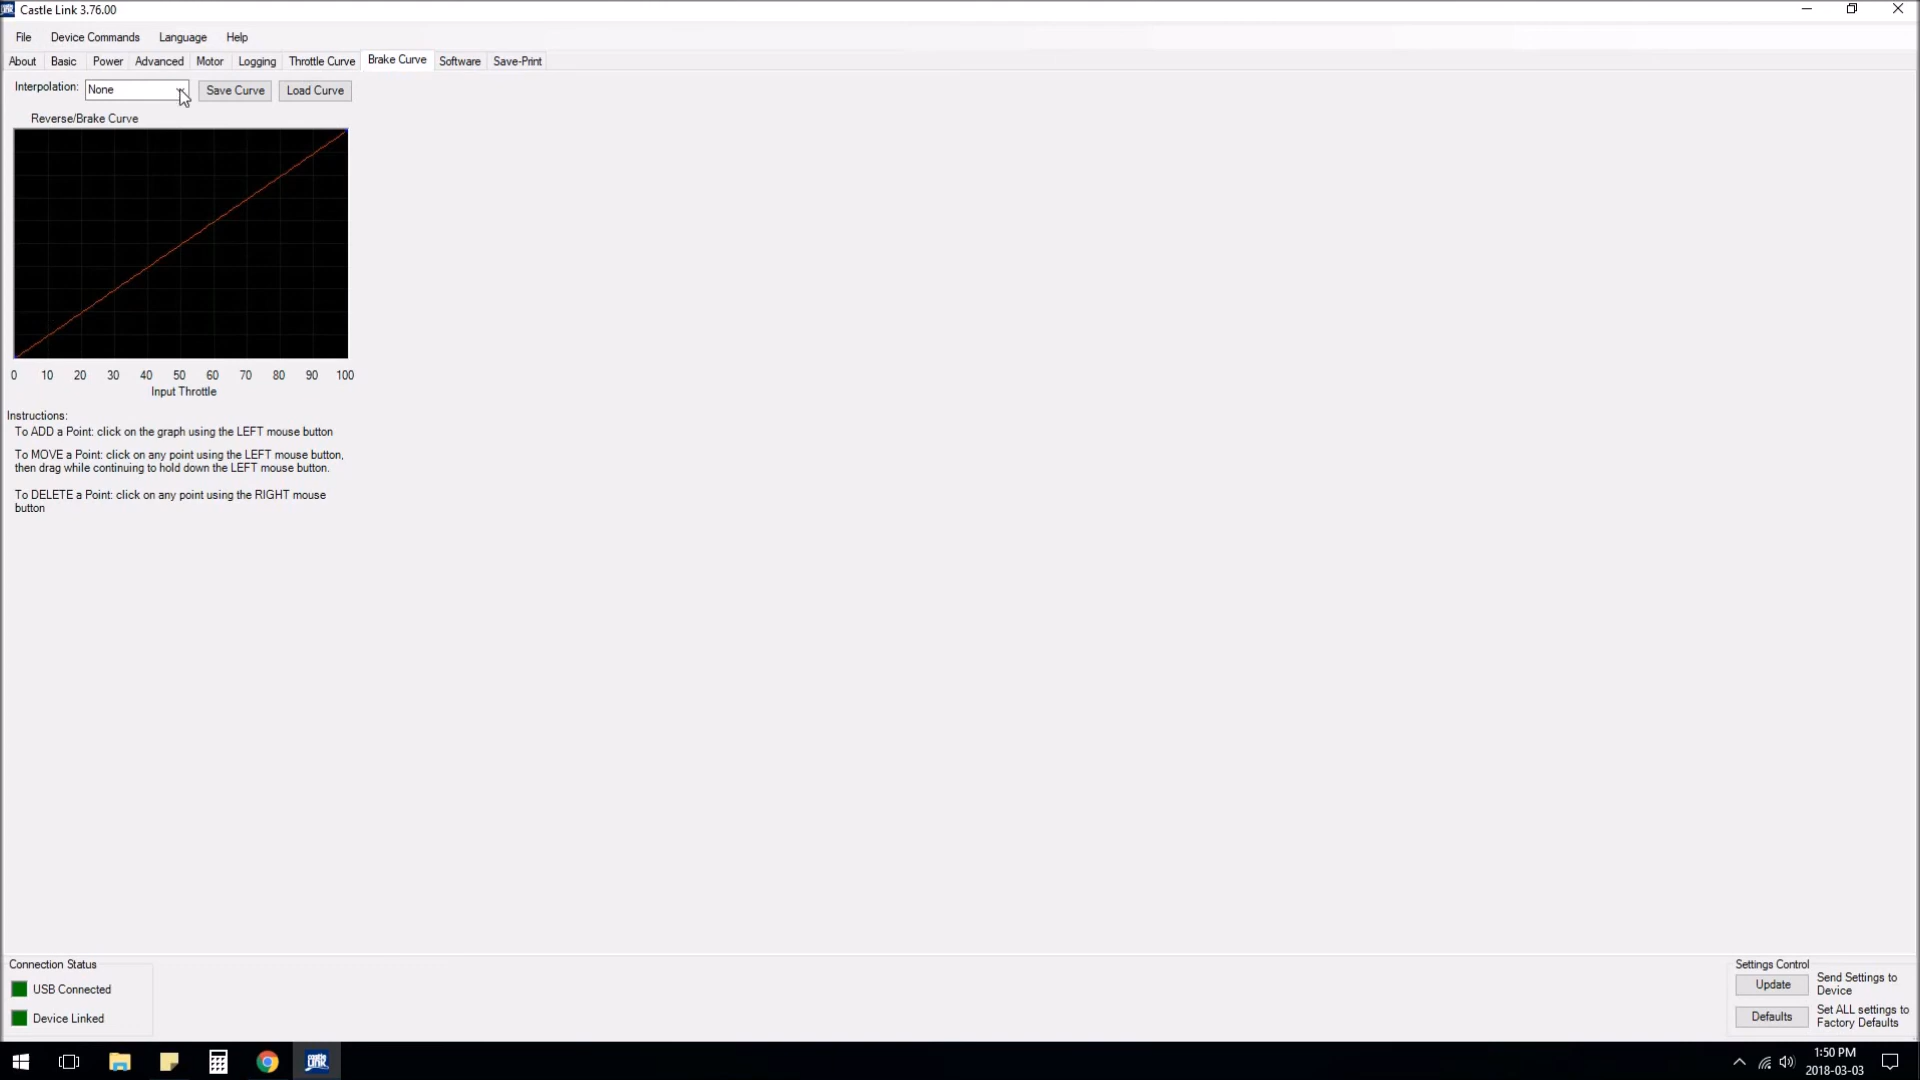 Castle Link 3.76.00
File Device Commands Language Help
About Basic Power Advanced Motor Logging Throttle Curve Brake Curve Software Save-Print
Interpolation: None Save Curve Load Curve
Reverse/Brake Curve
0 10 20 30 40 50 60 70 80 90 100
Input Throttle
Instructions:
To ADD a Point: click on the graph using the LEFT mouse button
To MOVE a Point: click on any point using the LEFT mouse button,
then drag while continuing to hold down the LEFT mouse button.
To DELETE a Point: click on any point using the RIGHT mouse
button
Connection Status
USB Connected
Device Linked
Settings Control
Update Send Settings to
Device
Defaults Set ALL settings to
Factory Defaults
castle
LINK
1:50 PM
2018-03-03